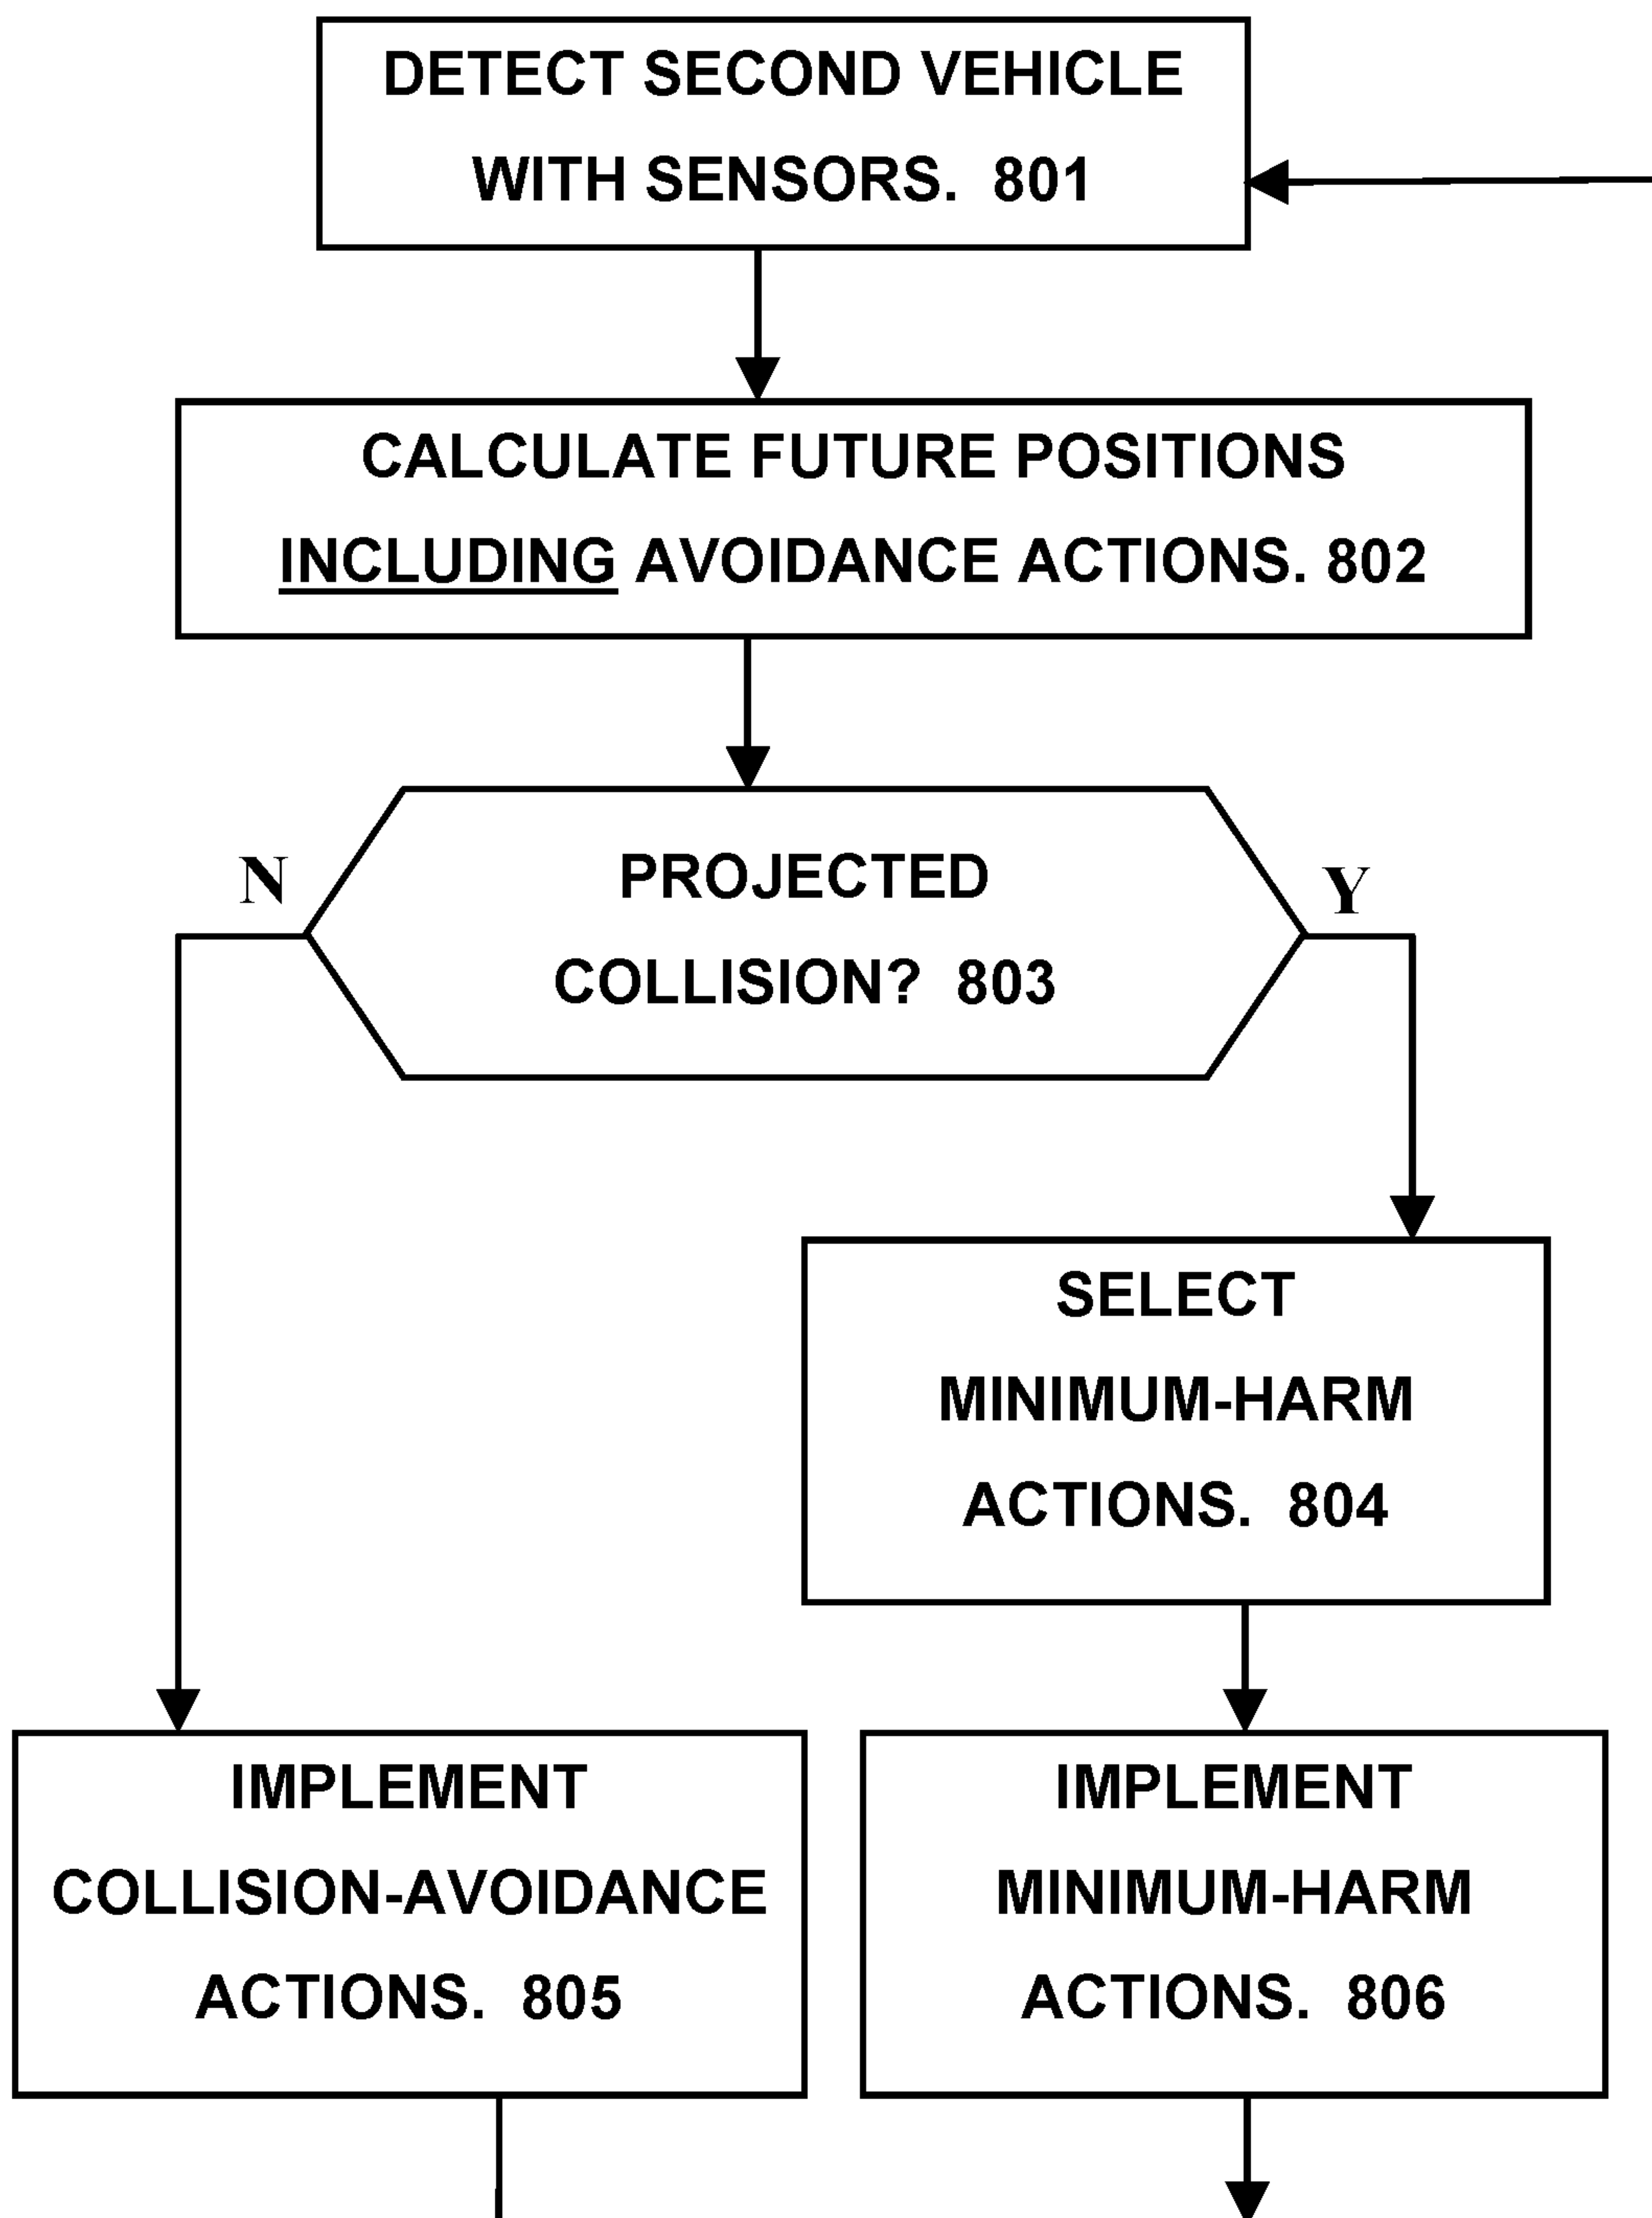 DETECT SECOND VEHICLE
WITH SENSORS. 801
CALCULATE FUTURE POSITIONS
INCLUDING AVOIDANCE ACTIONS. 802
N
Y
PROJECTED
COLLISION? 803
SELECT
MINIMUM-HARM
ACTIONS. 804
IMPLEMENT
COLLISION-AVOIDANCE
ACTIONS. 805
IMPLEMENT
MINIMUM-HARM
ACTIONS. 806